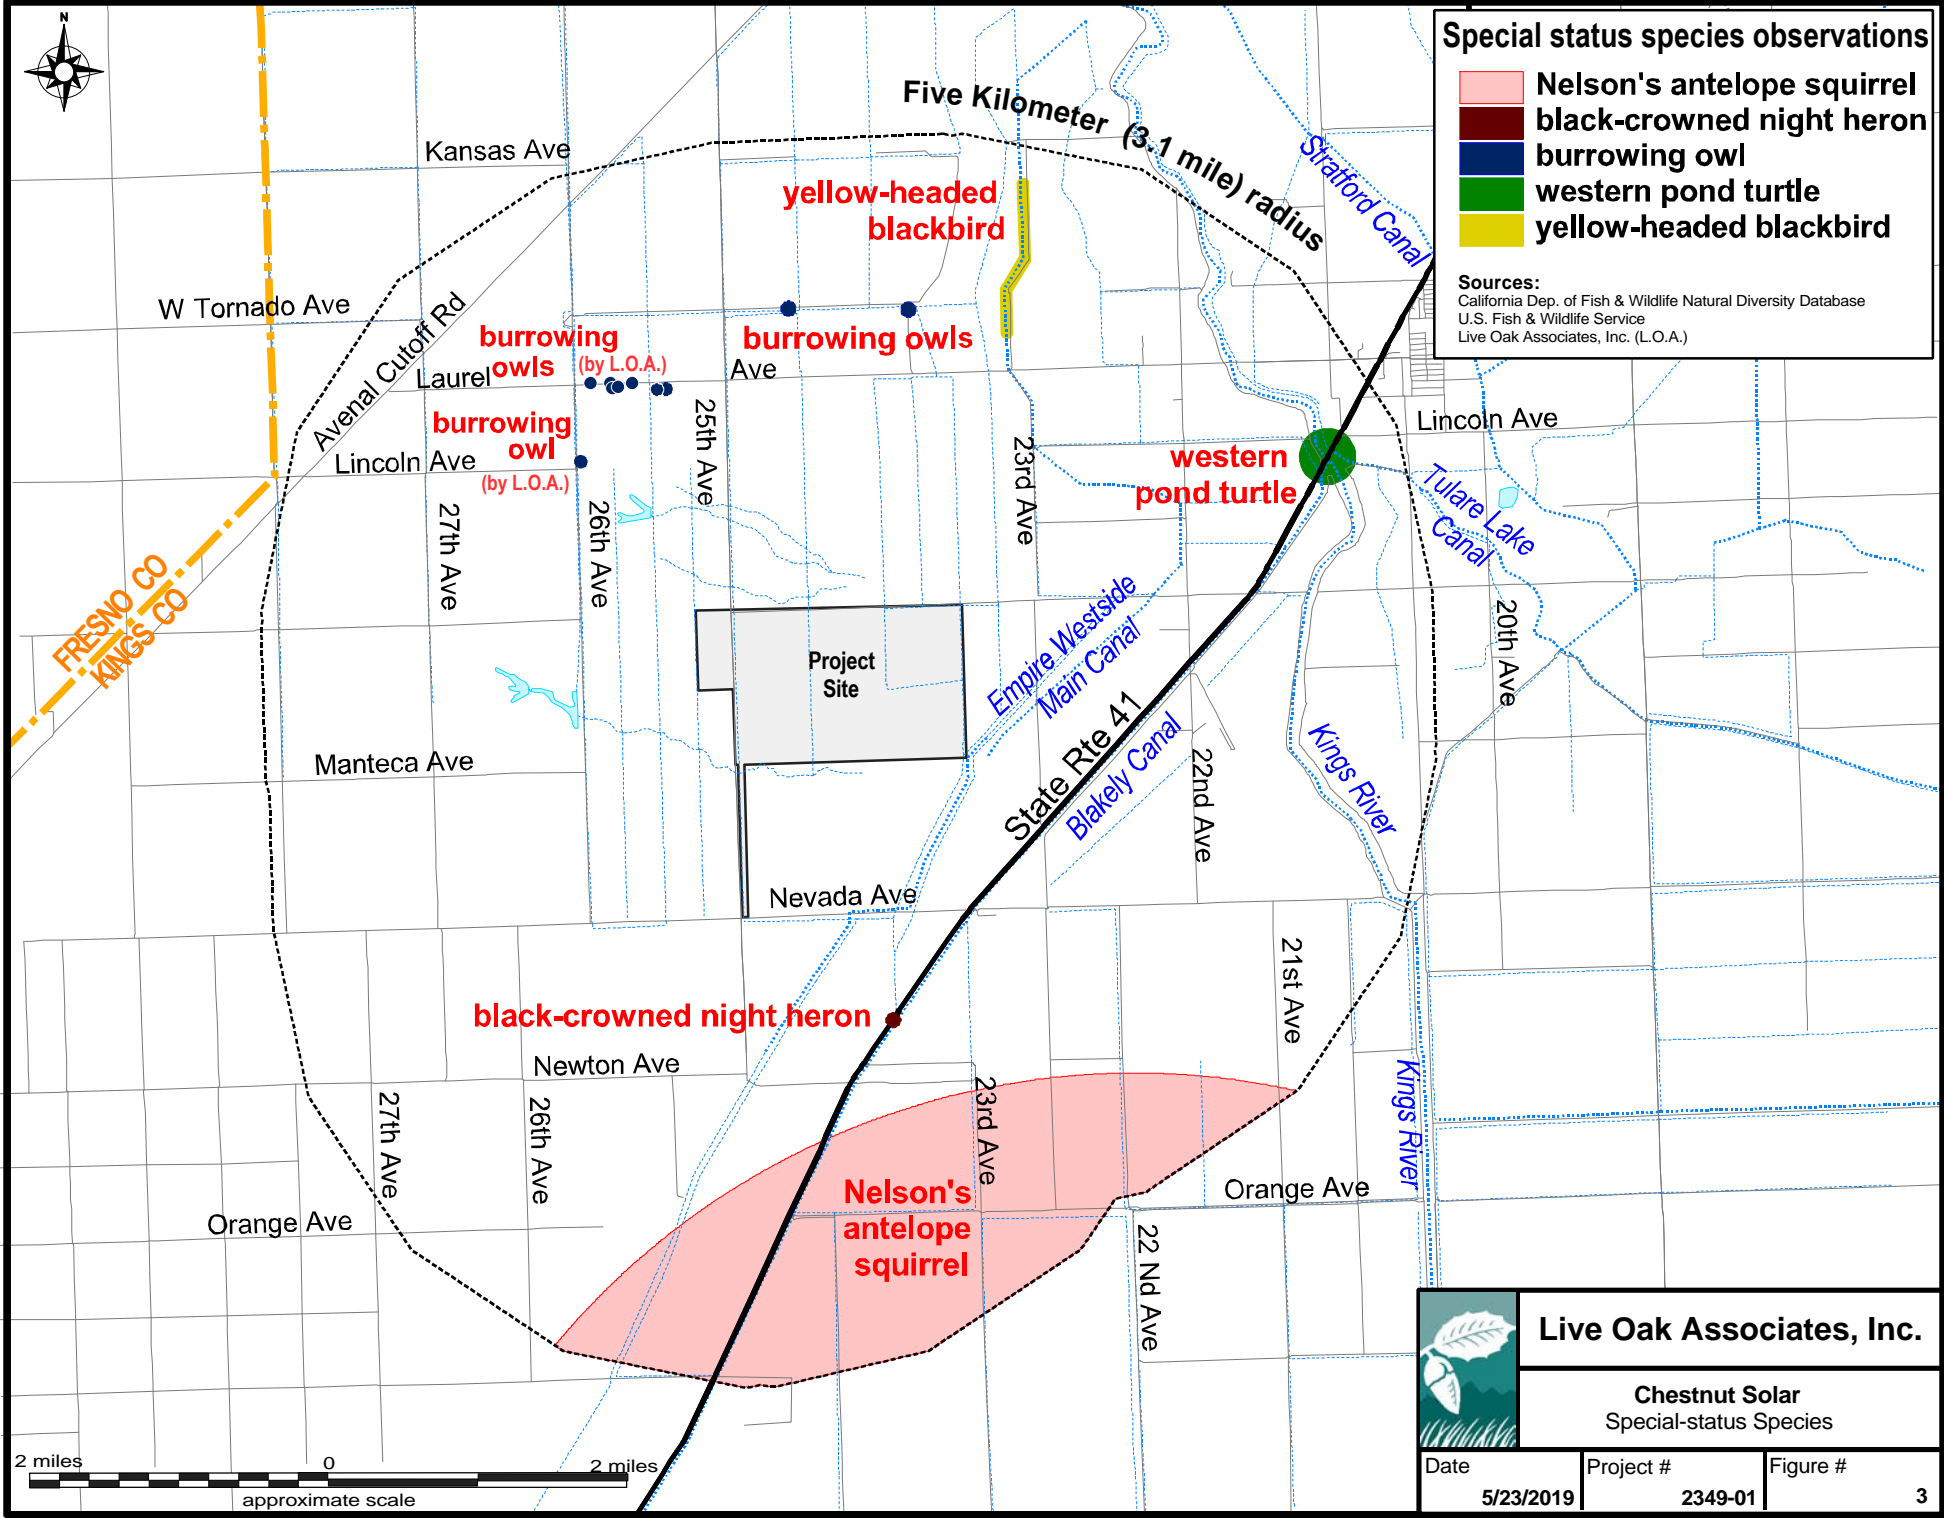 N
Special status species observations
Nelson's antelope squirrel
black-crowned night heron
burrowing owl
western pond turtle
yellow-headed blackbird
Sources:
California Dep. of Fish & Wildlife Natural Diversity Database
U.S. Fish & Wildlife Service
Live Oak Associates, Inc. (L.O.A.)
Five Kilometer (3.1 mile) radius
Kansas Ave
Stratford Canal
yellow-headed
blackbird
W Tornado Ave
Avenal Cutoff Rd
burrowing
owls
(by L.O.A.)
burrowing owls
Laurel
Ave
burrowing
owl
(by L.O.A.)
Lincoln Ave
Lincoln Ave
25th Ave
23rd Ave
western
pond turtle
Tulare Lake
Canal
27th Ave
26th Ave
FRESNO CO
KINGS CO
Empire Westside
Main Canal
20th Ave
Project
Site
State Rte 41
Blakely Canal
Kings River
22nd Ave
Manteca Ave
Nevada Ave
21st Ave
black-crowned night heron
Newton Ave
27th Ave
26th Ave
23rd Ave
Kings River
Nelson's
antelope
squirrel
Orange Ave
Orange Ave
22 Nd Ave
2 miles
0
2 miles
approximate scale
Live Oak Associates, Inc.
Chestnut Solar
Special-status Species
Date
5/23/2019
Project #
2349-01
Figure #
3